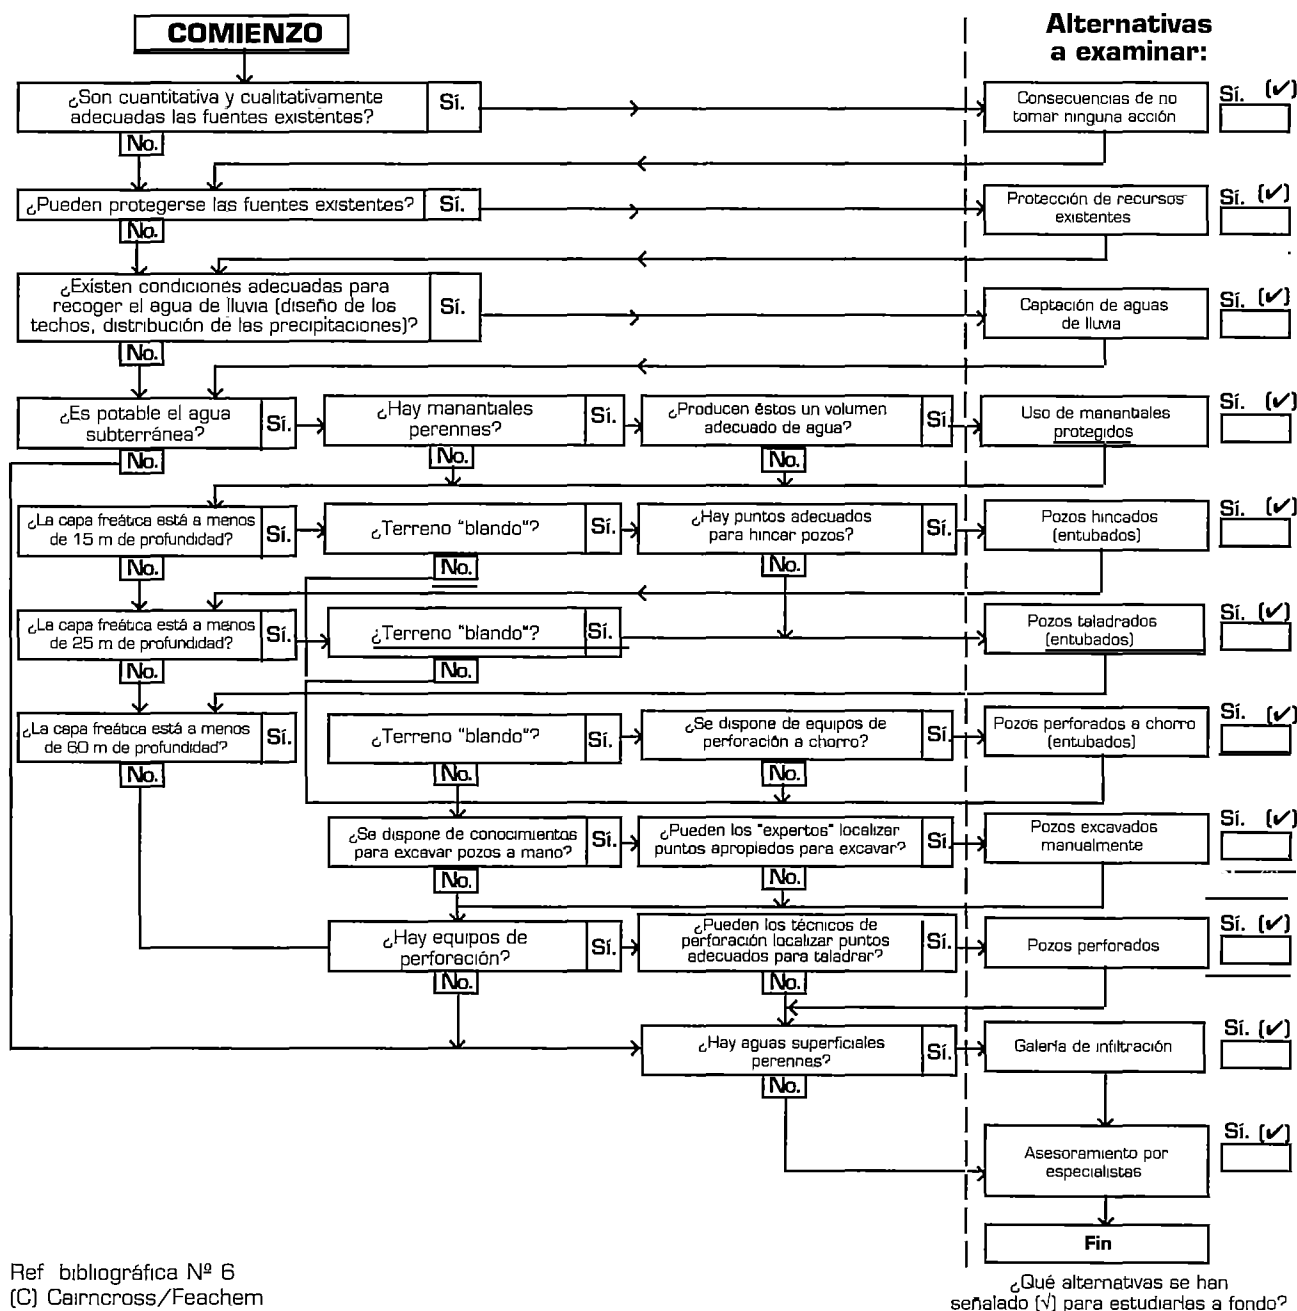 COMIENZO
Alternativas
a examinar:
¿Son cuantitativa y cualitativamente
adecuadas las fuentes existentes?
Sí.
No.
Consecuencias de no
tomar ninguna acción
Sí. (✔)
¿Pueden protegerse las fuentes existentes?
Sí.
No.
Protección de recursos
existentes
Sí. (✔)
¿Existen condiciones adecuadas para
recoger el agua de lluvia (diseño de los
techos, distribución de las precipitaciones)?
Sí.
No.
Captación de aguas
de lluvia
Sí. (✔)
¿Es potable el agua
subterránea?
Sí.
No.
¿Hay manantiales
perennes?
Sí.
No.
¿Producen éstos un volumen
adecuado de agua?
Sí.
No.
Uso de manantiales
protegidos
Sí. (✔)
¿La capa freática está a menos
de 15 m de profundidad?
Sí.
No.
¿Terreno "blando"?
Sí.
No.
¿Hay puntos adecuados
para hincar pozos?
Sí.
No.
Pozos hincados
(entubados)
Sí. (✔)
¿La capa freática está a menos
de 25 m de profundidad?
Sí.
No.
¿Terreno "blando"?
Sí.
No.
Pozos taladrados
(entubados)
Sí. (✔)
¿La capa freática está a menos
de 60 m de profundidad?
Sí.
No.
¿Terreno "blando"?
Sí.
No.
¿Se dispone de equipos de
perforación a chorro?
Sí.
No.
Pozos perforados a chorro
(entubados)
Sí. (✔)
¿Se dispone de conocimientos
para excavar pozos a mano?
Sí.
No.
¿Pueden los "expertos" localizar
puntos apropiados para excavar?
Sí.
No.
Pozos excavados
manualmente
Sí. (✔)
¿Hay equipos de
perforación?
Sí.
No.
¿Pueden los técnicos de
perforación localizar puntos
adecuados para taladrar?
Sí.
No.
Pozos perforados
Sí. (✔)
¿Hay aguas superficiales
perennes?
Sí.
No.
Galería de infiltración
Sí. (✔)
Asesoramiento por
especialistas
Sí. (✔)
Fin
Ref bibliográfica Nº 6
(C) Cairncross/Feachem
¿Qué alternativas se han
señalado (√) para estudiarlas a fondo?